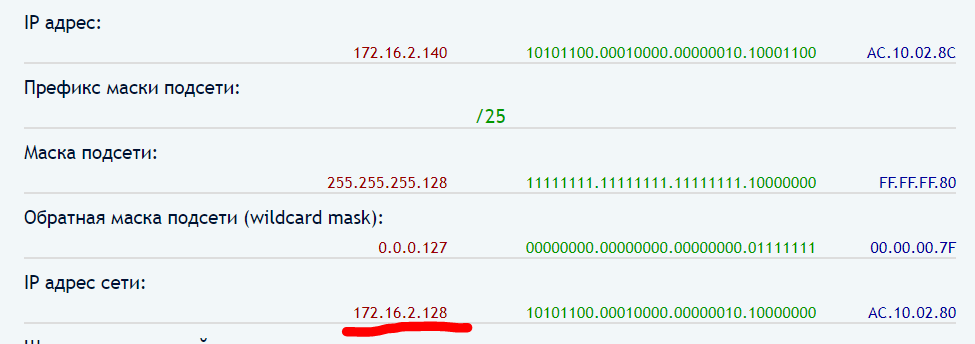 IP адрес:
172.16.2.140 10101100.00010000.00000010.10001100 AC.10.02.8C
Префикс маски подсети:
/25
Маска подсети:
255.255.255.128 11111111.11111111.11111111.10000000 FF.FF.FF.80
Обратная маска подсети (wildcard mask):
0.0.0.127 00000000.00000000.00000000.01111111 00.00.00.7F
IP адрес сети:
172.16.2.128 10101100.00010000.00000010.10000000 AC.10.02.80